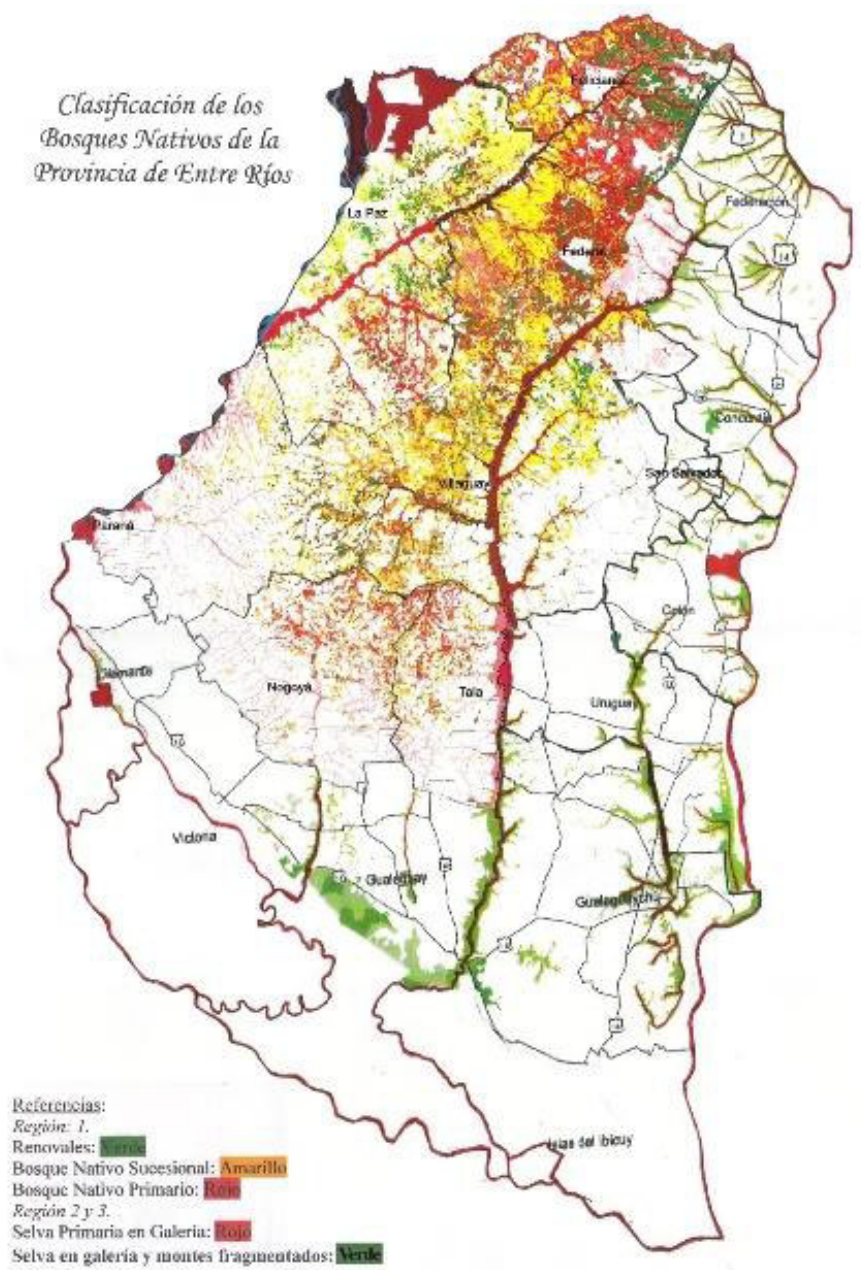 Clasificación de los
Bosques Nativos de la
Provincia de Entre Ríos
Feliciano
Federación
La Paz
Federal
14
Concordia
Villaguay
San Salvador
Paraná
Colón
Diamante
Nogoyá
Tala
Uruguay
Victoria
Gualeguay
Gualeguaychú
Islas del Ibicuy
Referencias:
Región: 1.
Renovales: Verde
Bosque Nativo Sucesional: Amarillo
Bosque Nativo Primario: Rojo
Región 2 y 3.
Selva Primaria en Galería: Rojo
Selva en galería y montes fragmentados: Verde